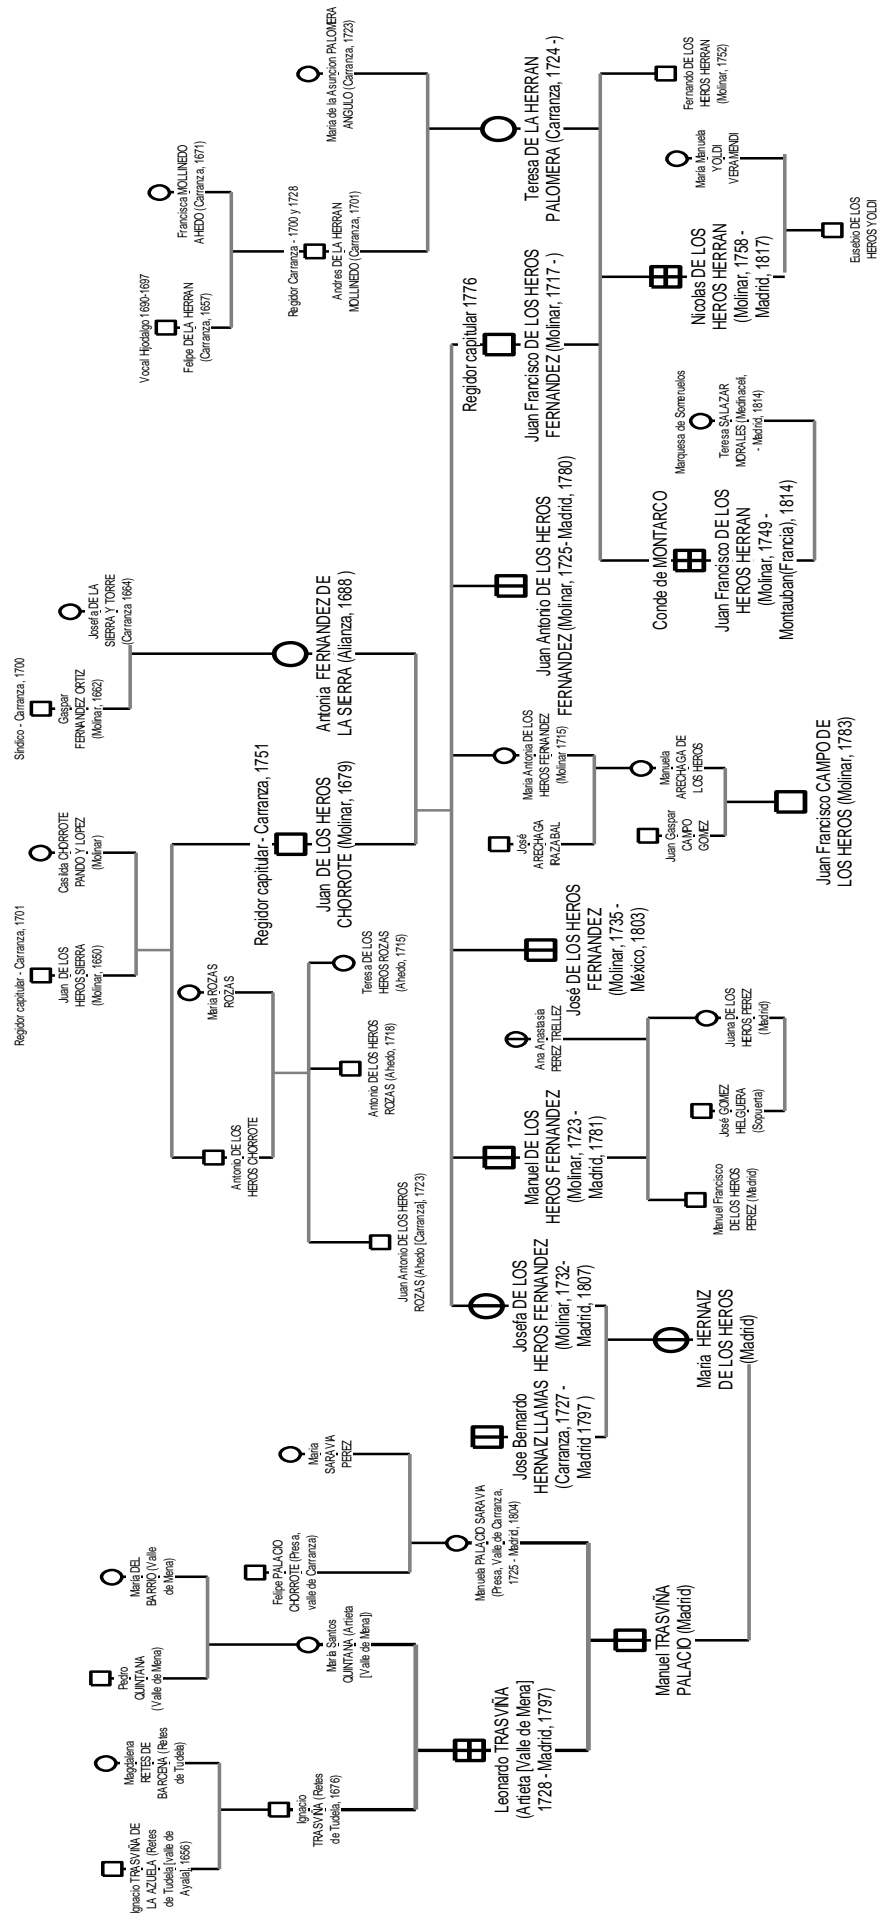 Ignacio TRASVIÑA DE
LA AZUELA (Retes
de Tudela [valle de
Ayala], 1656)
Magdalena
RETES DE
BARCENA (Retes
de Tudela)
Pedro
QUINTANA
(Valle de Mena)
María DEL
BARRIO (Valle
de Mena)
Ignacio
TRASVIÑA (Retes
de Tudela, 1676)
María Santos
QUINTANA (Artieta
[Valle de Mena])
Felipe PALACIO
CHORROTE (Presa,
valle de Carranza)
María
SARAVIA
PEREZ
Leonardo TRASVIÑA
(Artieta [Valle de Mena]
1728 - Madrid, 1797)
Manuela PALACIO SARAVIA
(Presa, Valle de Carranza,
1725 - Madrid, 1804)
Manuel TRASVIÑA
PALACIO (Madrid)
Regidor capitular - Carranza, 1701
Juan DE LOS
HEROS SIERRA
(Molinar, 1650)
Casilda CHORROTE
PANDO Y LOPEZ
(Molinar)
Síndico - Carranza, 1700
Gaspar
FERNANDEZ ORTIZ
(Molinar, 1662)
Josefa DE LA
SIERRA Y TORRE
(Carranza 1664)
Antonio DE LOS
HEROS CHORROTE
María ROZAS
ROZAS
Regidor capitular - Carranza, 1751
Juan DE LOS HEROS
CHORROTE (Molinar, 1679)
Antonia FERNANDEZ DE
LA SIERRA (Alianza, 1688 )
Juan Antonio DE LOS HEROS
ROZAS (Ahedo [Carranza], 1723)
Antonio DE LOS HEROS
ROZAS (Ahedo, 1718)
Teresa DE LOS
HEROS ROZAS
(Ahedo, 1715)
Vocal Hijodalgo 1690-1697
Felipe DE LA HERRAN
(Carranza, 1657)
Francisca MOLLINEDO
AHEDO (Carranza, 1671)
Regidor Carranza - 1700 y 1728
Andres DE LA HERRAN
MOLLINEDO (Carranza, 1701)
María de la Asuncion PALOMERA
ANGULO (Carranza, 1723)
Jose Bernardo
HERNAIZ LLAMAS
(Carranza, 1727 -
Madrid 1797 )
Josefa DE LOS
HEROS FERNANDEZ
(Molinar, 1732-
Madrid, 1807)
Manuel DE LOS
HEROS FERNANDEZ
(Molinar, 1723 -
Madrid, 1781)
Ana Anastasia
PEREZ TRELLEZ
José DE LOS HEROS
FERNANDEZ
(Molinar, 1735 -
México, 1803)
José
ARECHAGA
IRAZABAL
María Antonia DE LOS
HEROS FERNANDEZ
(Molinar 1715)
Juan Antonio DE LOS HEROS
FERNANDEZ (Molinar, 1725- Madrid, 1780)
Regidor capitular 1776
Juan Francisco DE LOS HEROS
FERNANDEZ (Molinar, 1717 -)
Teresa DE LA HERRAN
PALOMERA (Carranza, 1724 -)
María HERNAIZ
DE LOS HEROS
(Madrid)
Manuel Francisco
DE LOS HEROS
PEREZ (Madrid)
José GOMEZ
HELGUERA
(Sopuerta)
Juana DE LOS
HEROS PEREZ
(Madrid)
Juan Gaspar
CAMPO
GOMEZ
Manuela
ARECHAGA DE
LOS HEROS
Conde de MONTARCO
Juan Francisco DE LOS
HEROS HERRAN
(Molinar, 1749 -
Montauban(Francia), 1814)
Marquesa de Someruelos
Teresa SALAZAR
MORALES (Medinaceli,
- Madrid, 1814)
Nicolas DE LOS
HEROS HERRAN
(Molinar, 1758 -
Madrid, 1817)
María Manuela
YOLDI
VERAMENDI
Fernando DE LOS
HEROS HERRAN
(Molinar, 1752)
Juan Francisco CAMPO DE
LOS HEROS (Molinar, 1783)
Eusebio DE LOS
HEROS YOLDI